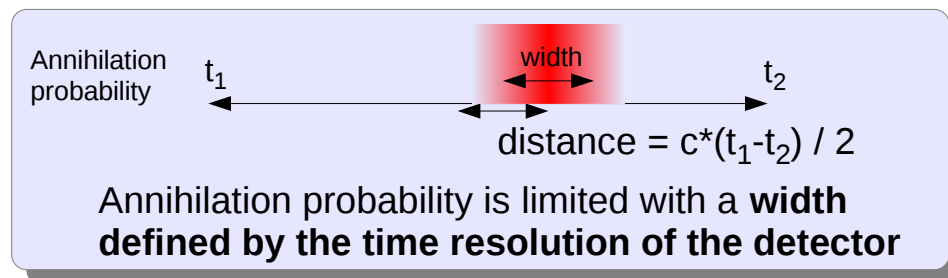 Annihilation
probability
t1
width
t2
distance = c*(t1-t2) / 2
Annihilation probability is limited with a width
defined by the time resolution of the detector